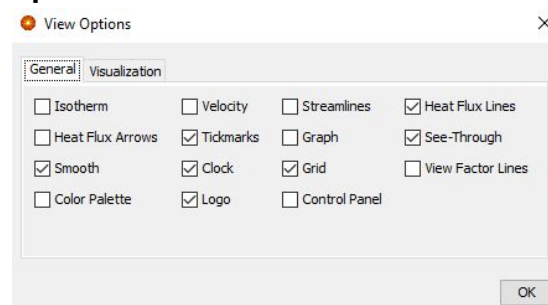 View Options
General Visualization
Isotherm Velocity Streamlines Heat Flux Lines
Heat Flux Arrows Tickmarks Graph See-Through
Smooth Clock Grid View Factor Lines
Color Palette Logo Control Panel
OK